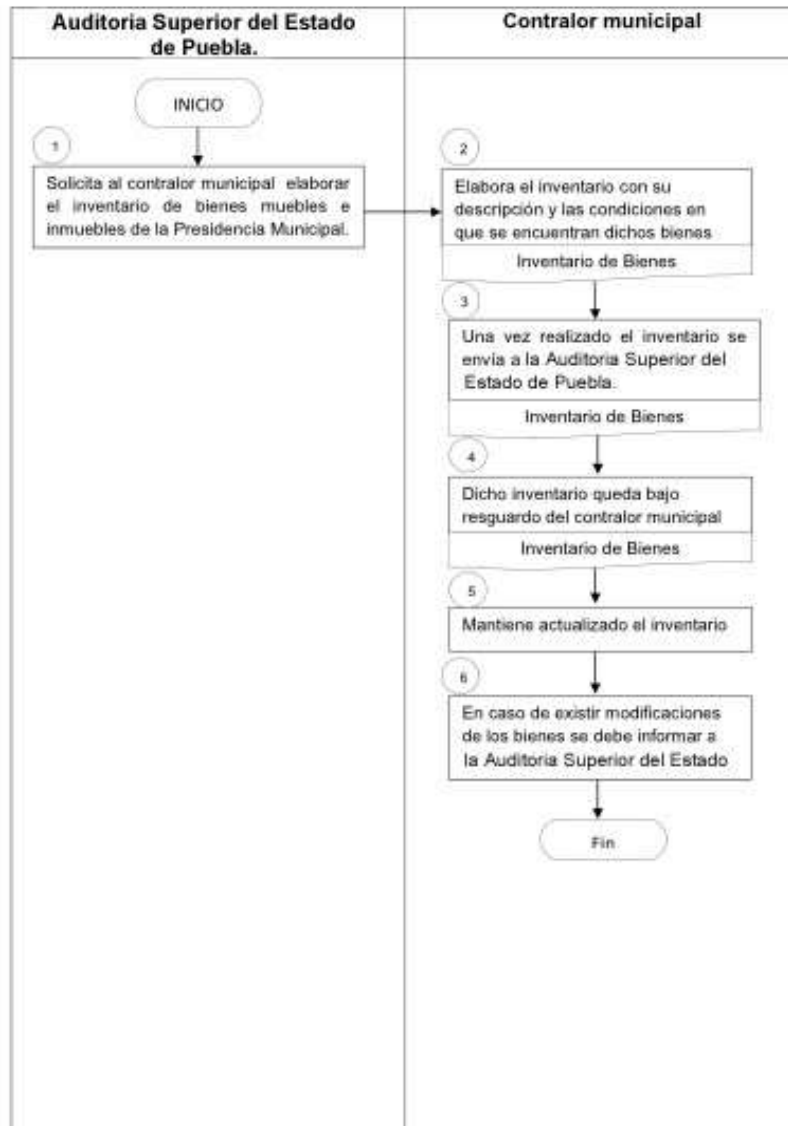 Auditoria Superior del Estado
de Puebla.
Contralor municipal
INICIO
1
Solicita al contralor municipal elaborar
el inventario de bienes muebles e
inmuebles de la Presidencia Municipal.
2
Elabora el inventario con su
descripción y las condiciones en
que se encuentran dichos bienes
Inventario de Bienes
3
Una vez realizado el inventario se
envía a la Auditoria Superior del
Estado de Puebla.
Inventario de Bienes
4
Dicho inventario queda bajo
resguardo del contralor municipal
Inventario de Bienes
5
Mantiene actualizado el inventario
6
En caso de existir modificaciones
de los bienes se debe informar a
la Auditoria Superior del Estado
Fin